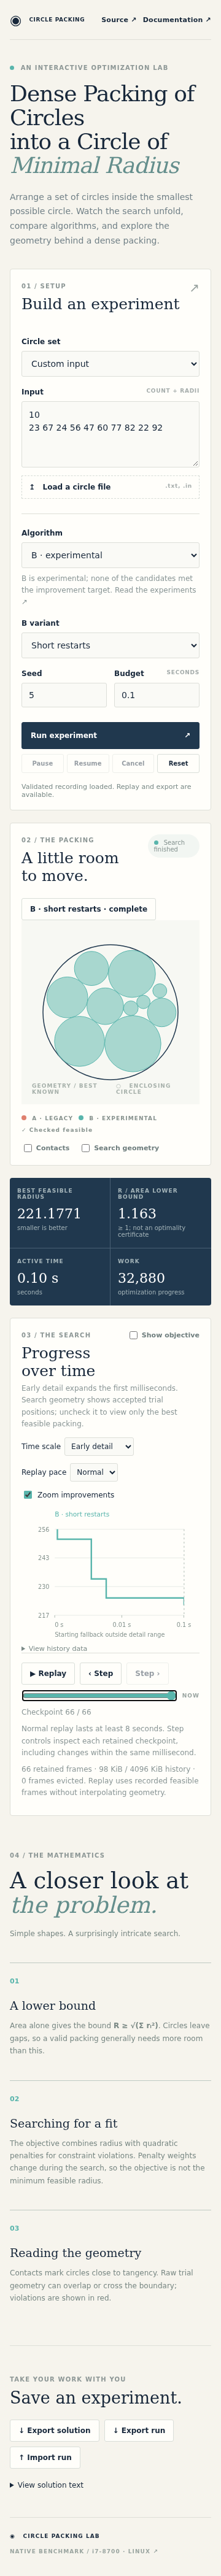 CIRCLE PACKING
Source ↗ Documentation ↗
AN INTERACTIVE OPTIMIZATION LAB
Dense Packing of
Circles
into a Circle of
Minimal Radius
Arrange a set of circles inside the smallest
possible circle. Watch the search unfold,
compare algorithms, and explore the
geometry behind a dense packing.
01 / SETUP ↗
Build an experiment
Circle set
Custom input
Input COUNT + RADII
10
23 67 24 56 47 60 77 82 22 92
↥ Load a circle file .txt, .in
Algorithm
B · experimental
B is experimental; none of the candidates met
the improvement target. Read the experiments
↗
B variant
Short restarts
Seed Budget SECONDS
5 0.1
Run experiment ↗
Pause Resume Cancel Reset
Validated recording loaded. Replay and export are
available.
02 / THE PACKING
A little room
to move.
Search
finished
B · short restarts · complete
GEOMETRY / BEST
KNOWN
○ ENCLOSING
CIRCLE
A · LEGACY B · EXPERIMENTAL
✓ Checked feasible
Contacts Search geometry
BEST FEASIBLE
RADIUS
221.1771
smaller is better
R / AREA LOWER
BOUND
1.163
≥ 1; not an optimality
certificate
ACTIVE TIME
0.10 s
seconds
WORK
32,880
optimization progress
03 / THE SEARCH Show objective
Progress
over time
Early detail expands the first milliseconds.
Search geometry shows accepted trial
positions; uncheck it to view only the best
feasible packing.
Time scale Early detail
Replay pace Normal
Zoom improvements
B · short restarts
256
243
230
217
0 s 0.01 s 0.1 s
Starting fallback outside detail range
▶ View history data
▶ Replay ‹ Step Step ›
NOW
Checkpoint 66 / 66
Normal replay lasts at least 8 seconds. Step
controls inspect each retained checkpoint,
including changes within the same millisecond.
66 retained frames · 98 KiB / 4096 KiB history ·
0 frames evicted. Replay uses recorded feasible
frames without interpolating geometry.
04 / THE MATHEMATICS
A closer look at
the problem.
Simple shapes. A surprisingly intricate search.
01
A lower bound
Area alone gives the bound R ≥ √(Σ rᵢ²). Circles leave
gaps, so a valid packing generally needs more room
than this.
02
Searching for a fit
The objective combines radius with quadratic
penalties for constraint violations. Penalty weights
change during the search, so the objective is not the
minimum feasible radius.
03
Reading the geometry
Contacts mark circles close to tangency. Raw trial
geometry can overlap or cross the boundary;
violations are shown in red.
TAKE YOUR WORK WITH YOU
Save an experiment.
↓ Export solution ↓ Export run
↑ Import run
▶ View solution text
CIRCLE PACKING LAB
NATIVE BENCHMARK / i7-8700 · LINUX ↗